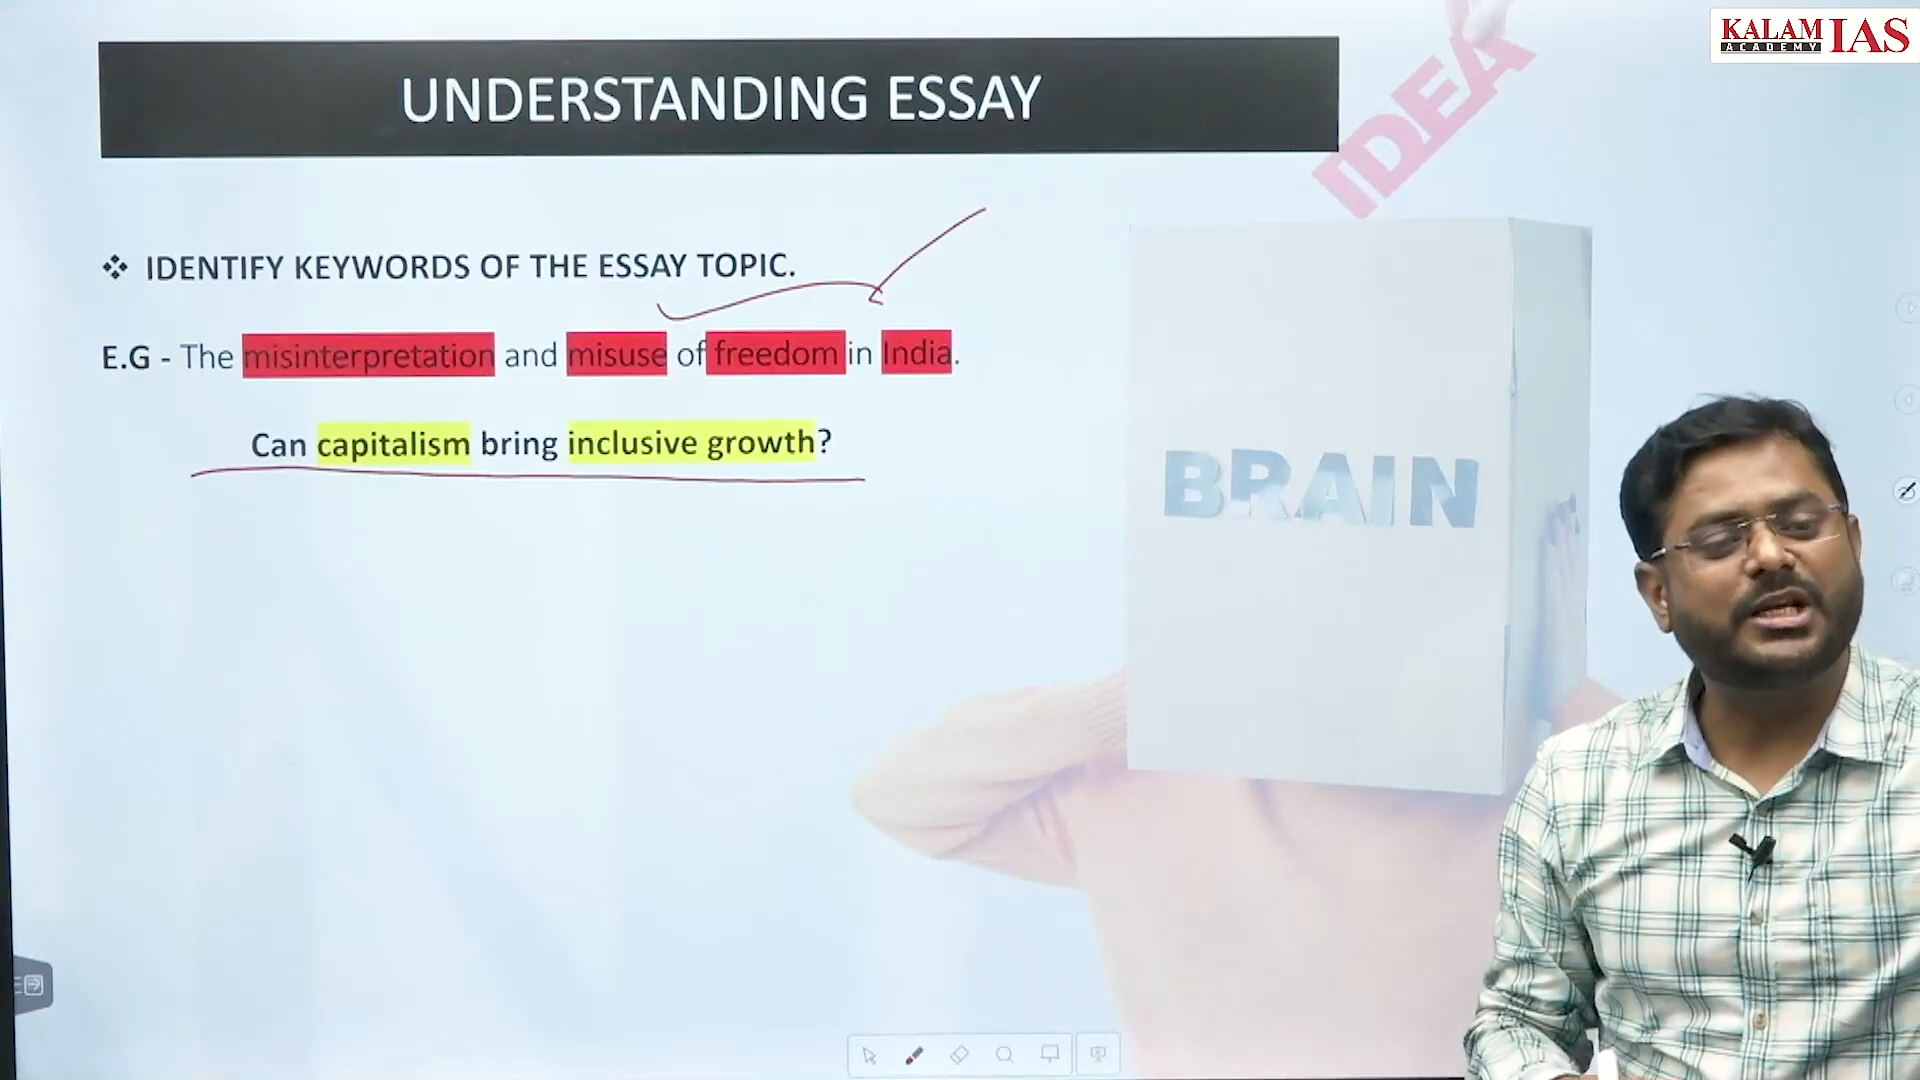 KALAM IAS
ACADEMY
UNDERSTANDING ESSAY
IDEA
❖ IDENTIFY KEYWORDS OF THE ESSAY TOPIC.
E.G - The misinterpretation and misuse of freedom in India.
Can capitalism bring inclusive growth?
BRAIN